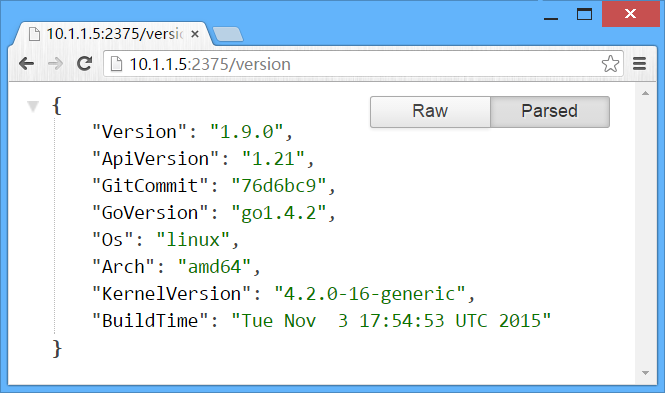 10.1.1.5:2375/versio
10.1.1.5:2375/version
Raw
Parsed
{
"Version": "1.9.0",
"ApiVersion": "1.21",
"GitCommit": "76d6bc9",
"GoVersion": "go1.4.2",
"Os": "linux",
"Arch": "amd64",
"KernelVersion": "4.2.0-16-generic",
"BuildTime": "Tue Nov  3 17:54:53 UTC 2015"
}